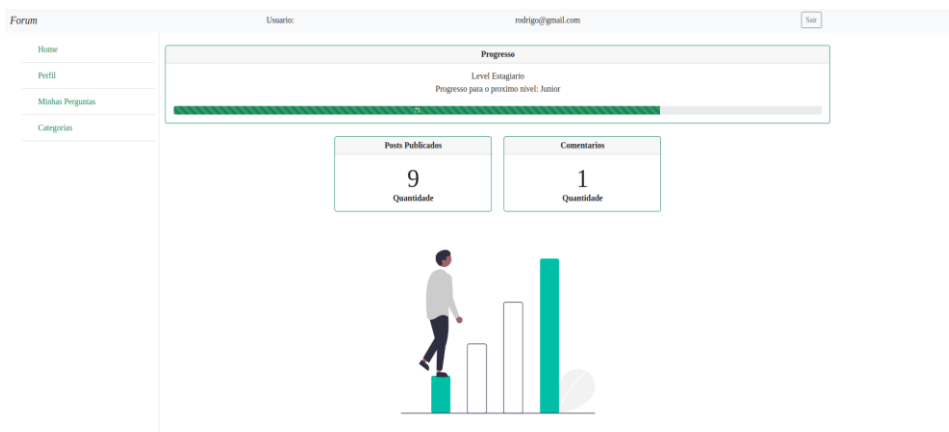 Forum Usuario: rodrigo@gmail.com Sair
Home
Perfil
Minhas Perguntas
Categorias
Progresso
Level Estagiario
Progresso para o proximo nivel: Junior
75
Posts Publicados
9
Quantidade
Comentarios
1
Quantidade